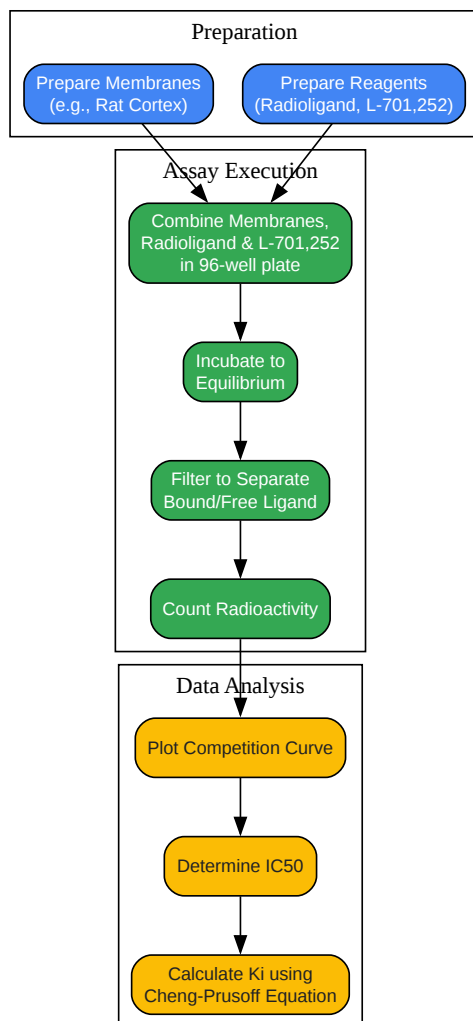 Preparation
Prepare Membranes
(e.g., Rat Cortex)
Prepare Reagents
(Radioligand, L-701,252)
Assay Execution
Combine Membranes,
Radioligand & L-701,252
in 96-well plate
Incubate to
Equilibrium
Filter to Separate
Bound/Free Ligand
Count Radioactivity
Data Analysis
Plot Competition Curve
Determine IC50
Calculate Ki using
Cheng-Prusoff Equation